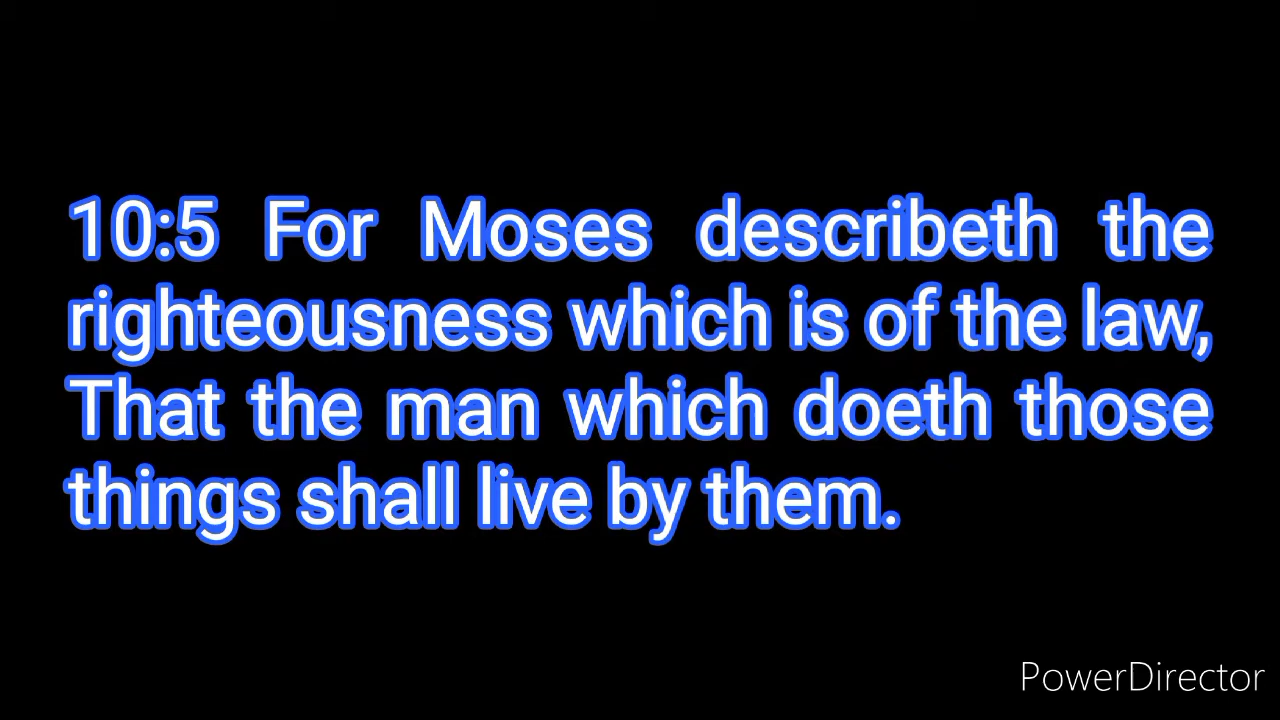 10:5 For Moses describeth the
righteousness which is of the law,
That the man which doeth those
things shall live by them.
PowerDirector